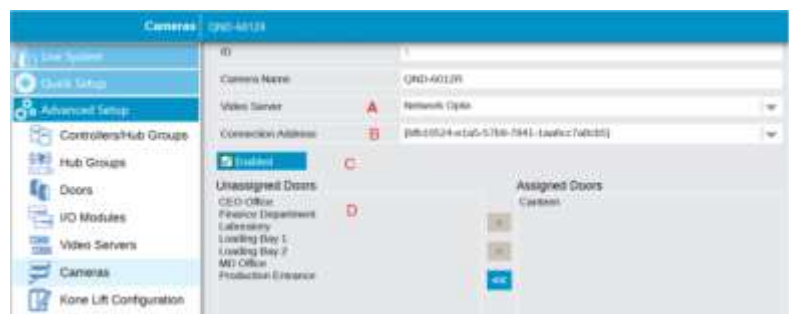 Cameras QND-6012R
Live System
Quick Setup
Advanced Setup
Controllers/Hub Groups
Hub Groups
Doors
I/O Modules
Video Servers
Cameras
Kone Lift Configuration
ID 1
Camera Name QND-6012R
Video Server A Network Optix
Connection Address B
Enabled C
Unassigned Doors
CEO Office
Finance Department
Laboratory
Loading Bay 1
Loading Bay 2
MD Office
Production Entrance
D
<<
Assigned Doors
Canteen